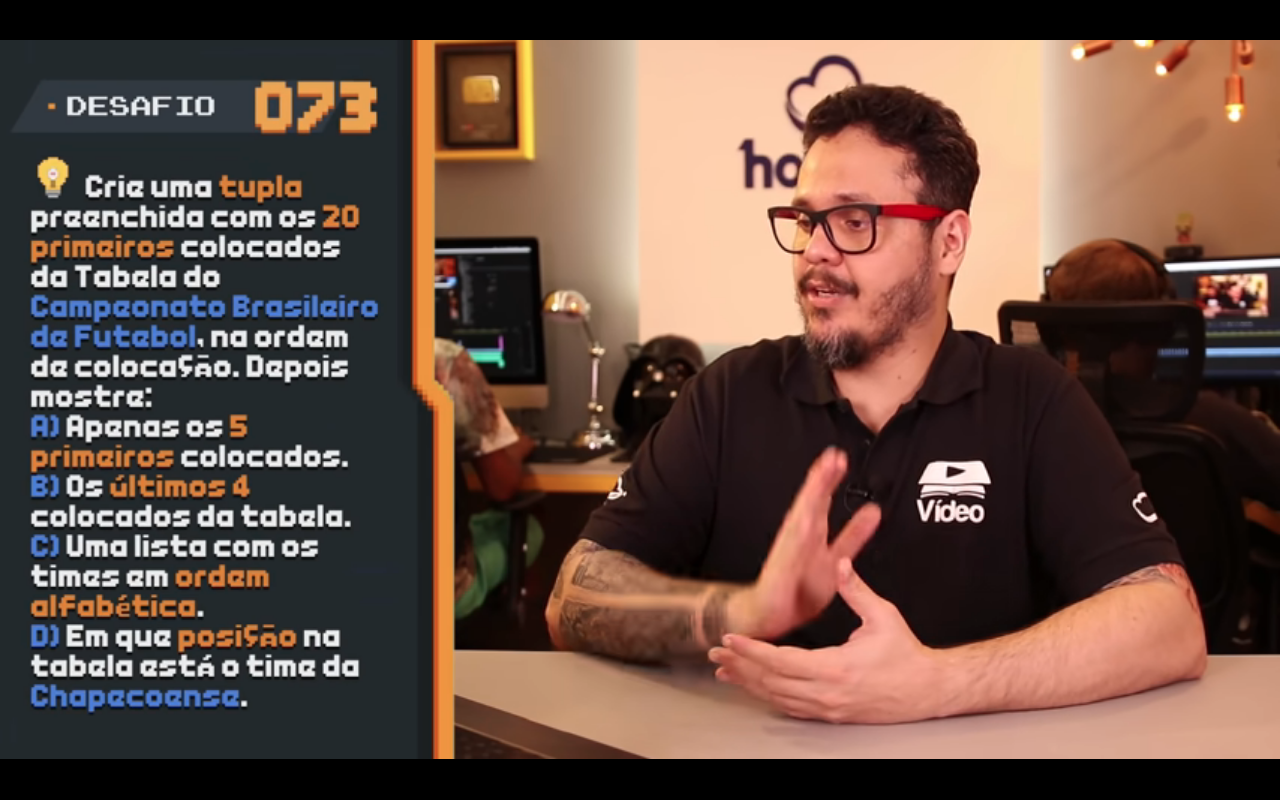 DESAFIO 073
Crie uma tupla
preenchida com os 20
primeiros colocados
da Tabela do
Campeonato Brasileiro
de Futebol, na ordem
de colocação. Depois
mostre:
A) Apenas os 5
primeiros colocados.
B) Os últimos 4
colocados da tabela.
C) Uma lista com os
times em ordem
alfabética.
D) Em que posição na
tabela está o time da
Chapecoense.
ho
Vídeo